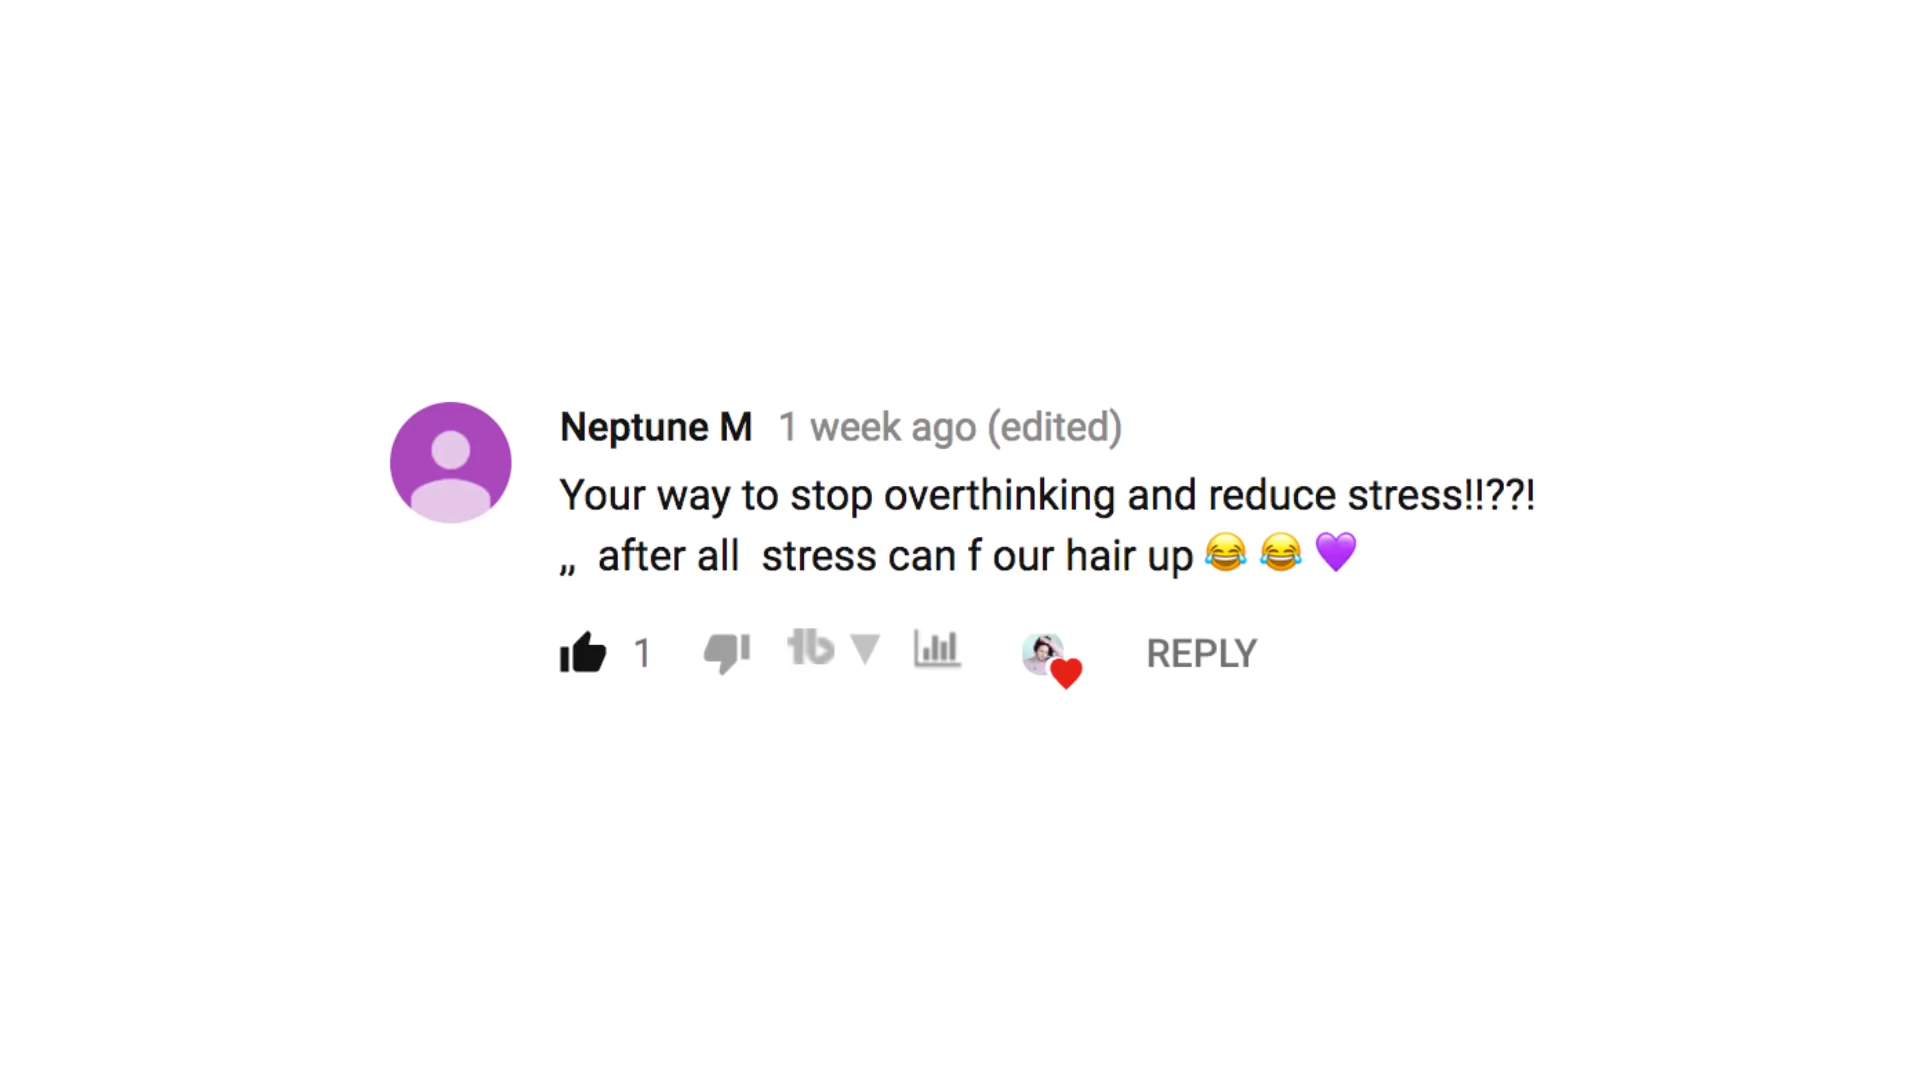 Neptune M 1 week ago (edited)
Your way to stop overthinking and reduce stress!!??!
,, after all stress can f our hair up 😂 😂 💜
1 tb REPLY